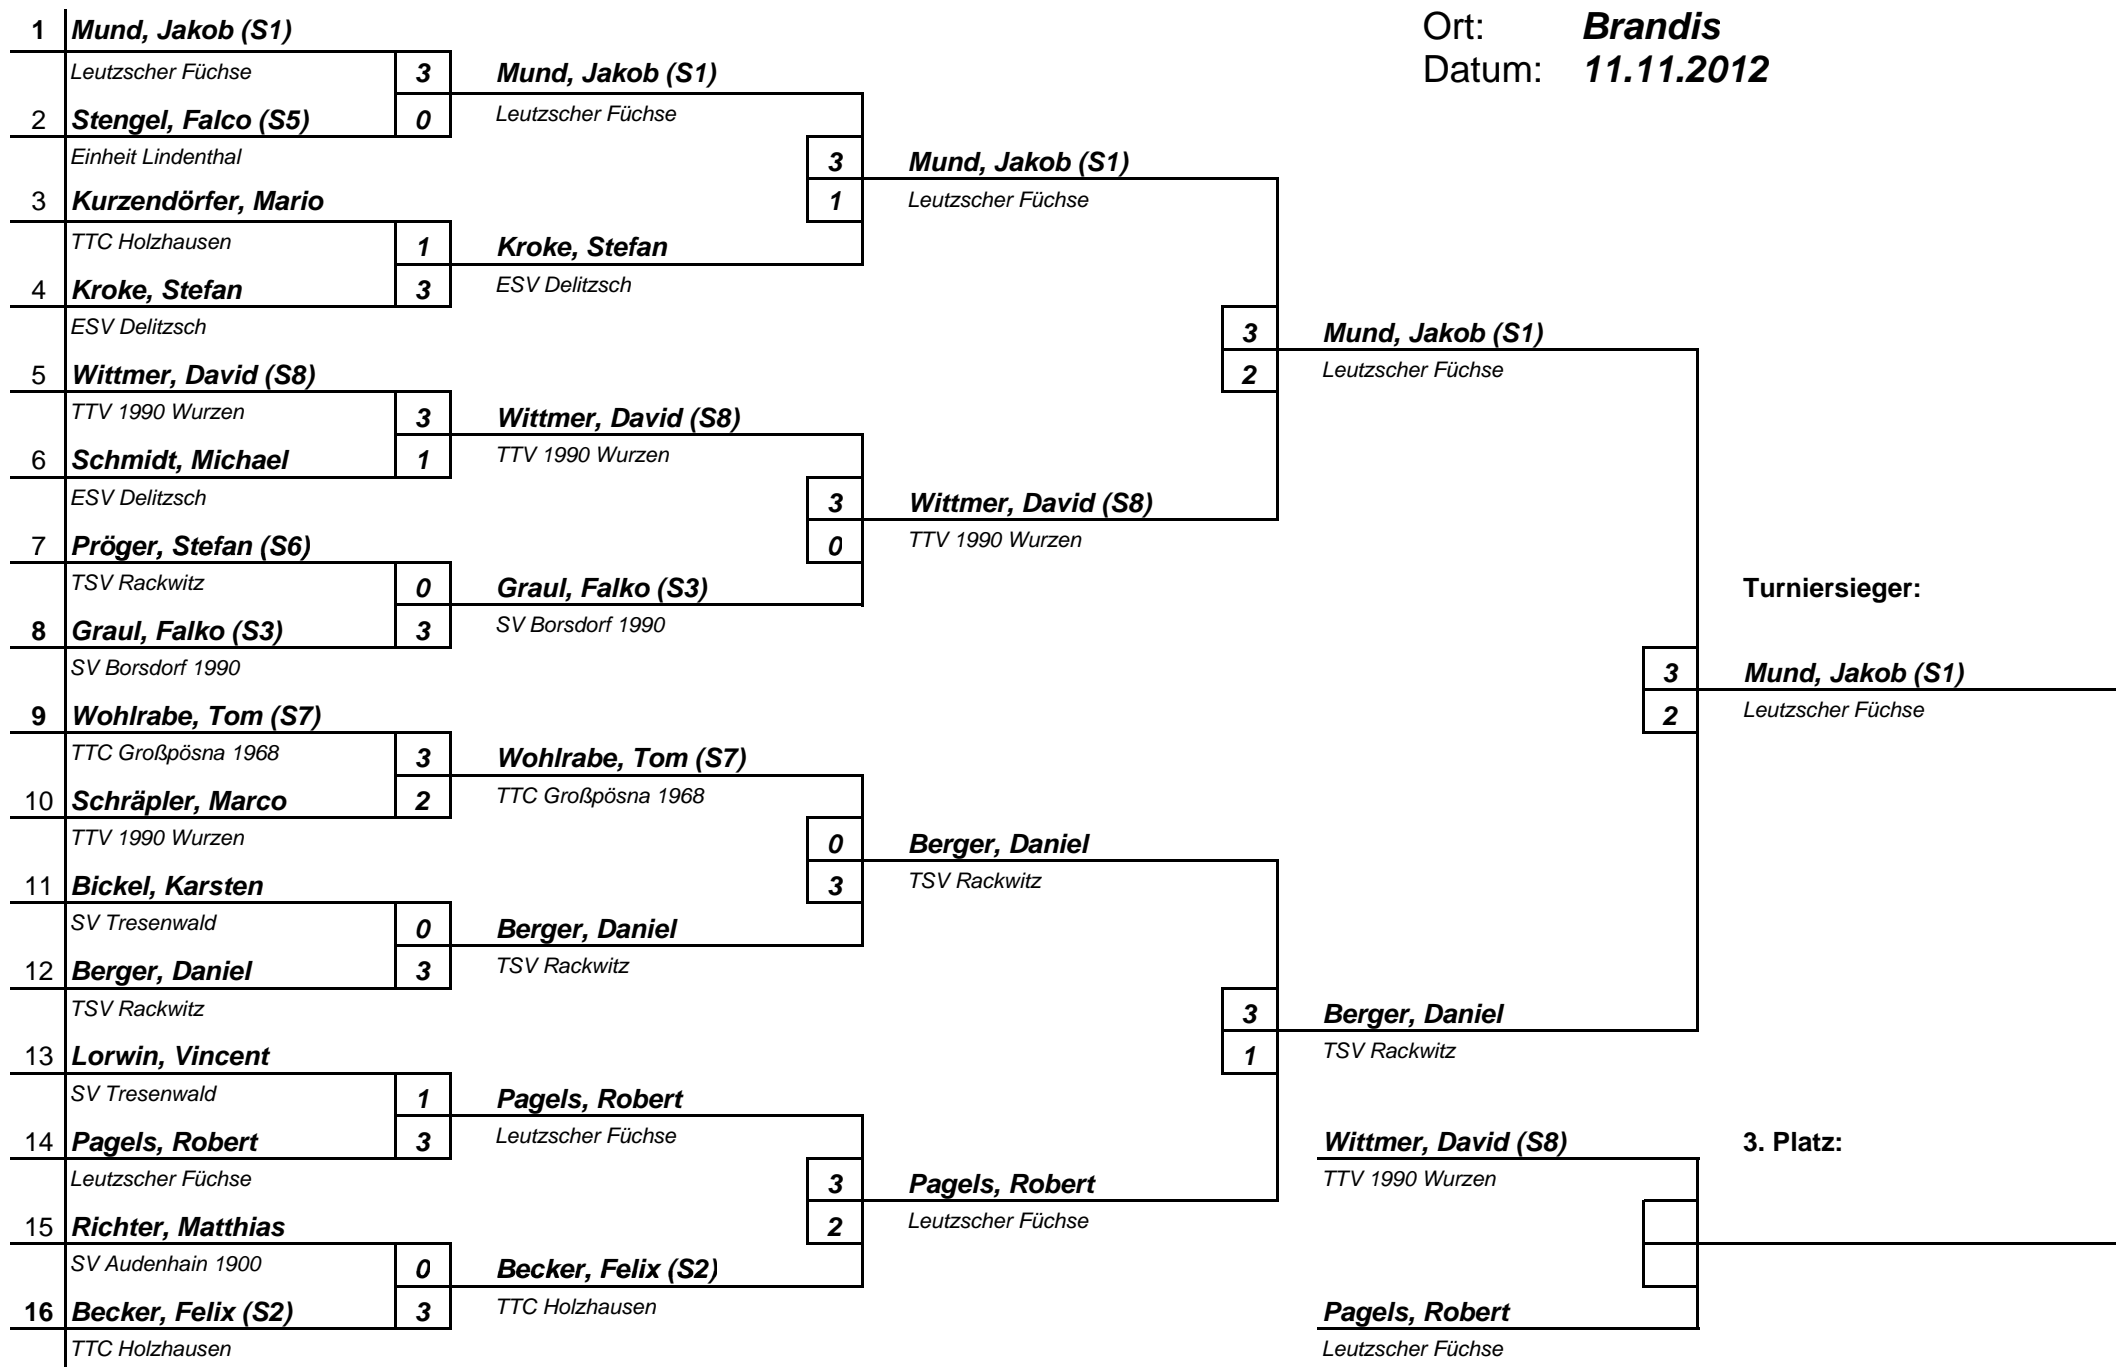 Ort: Brandis
Datum: 11.11.2012
1 Mund, Jakob (S1)
Leutzscher Füchse 3 Mund, Jakob (S1)
2 Stengel, Falco (S5) 0 Leutzscher Füchse
Einheit Lindenthal 3 Mund, Jakob (S1)
3 Kurzendörfer, Mario 1 Leutzscher Füchse
TTC Holzhausen 1 Kroke, Stefan
4 Kroke, Stefan 3 ESV Delitzsch
ESV Delitzsch 3 Mund, Jakob (S1)
5 Wittmer, David (S8) 2 Leutzscher Füchse
TTV 1990 Wurzen 3 Wittmer, David (S8)
6 Schmidt, Michael 1 TTV 1990 Wurzen
ESV Delitzsch 3 Wittmer, David (S8)
7 Pröger, Stefan (S6) 0 TTV 1990 Wurzen
TSV Rackwitz 0 Graul, Falko (S3) Turniersieger:
8 Graul, Falko (S3) 3 SV Borsdorf 1990
SV Borsdorf 1990 3 Mund, Jakob (S1)
9 Wohlrabe, Tom (S7) 2 Leutzscher Füchse
TTC Großpösna 1968 3 Wohlrabe, Tom (S7)
10 Schräpler, Marco 2 TTC Großpösna 1968
TTV 1990 Wurzen 0 Berger, Daniel
11 Bickel, Karsten 3 TSV Rackwitz
SV Tresenwald 0 Berger, Daniel
12 Berger, Daniel 3 TSV Rackwitz
TSV Rackwitz 3 Berger, Daniel
13 Lorwin, Vincent 1 TSV Rackwitz
SV Tresenwald 1 Pagels, Robert
14 Pagels, Robert 3 Leutzscher Füchse Wittmer, David (S8) 3. Platz:
Leutzscher Füchse 3 Pagels, Robert TTV 1990 Wurzen
15 Richter, Matthias 2 Leutzscher Füchse
SV Audenhain 1900 0 Becker, Felix (S2)
16 Becker, Felix (S2) 3 TTC Holzhausen Pagels, Robert
TTC Holzhausen Leutzscher Füchse